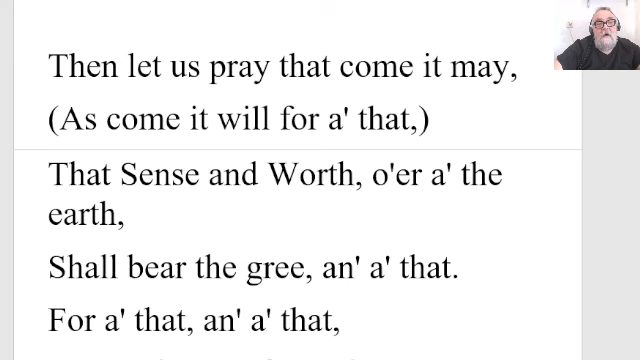 Then let us pray that come it may,
(As come it will for a' that,)
That Sense and Worth, o'er a' the
earth,
Shall bear the gree, an' a' that.
For a' that, an' a' that,